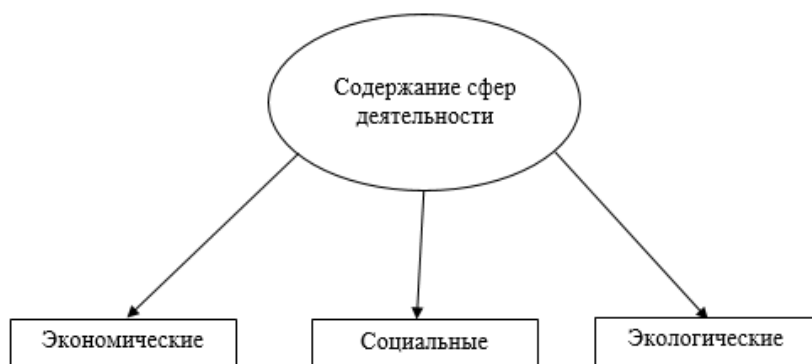 Содержание сфер
деятельности
Экономические
Социальные
Экологические